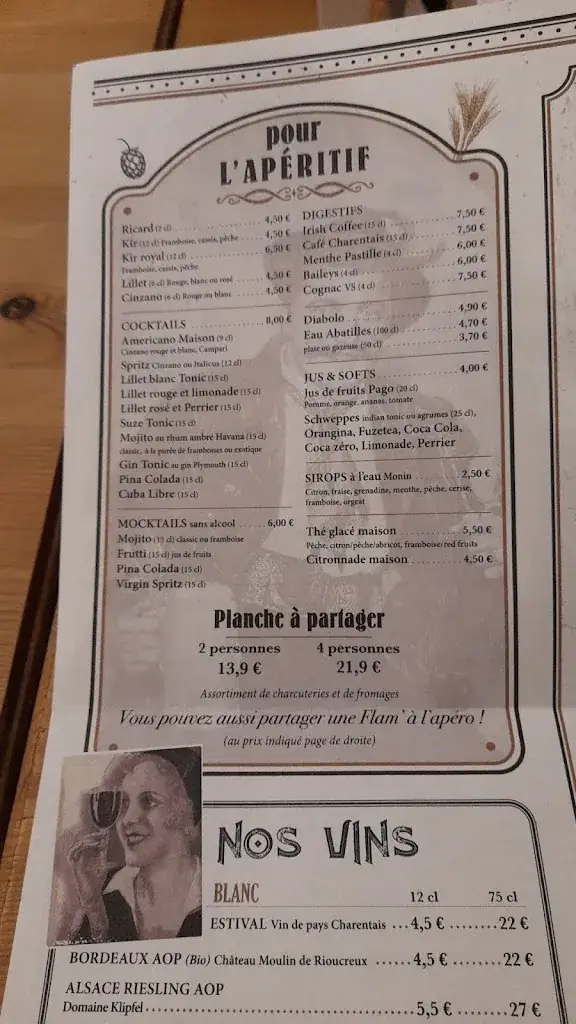 pour
L'APÉRITIF
Ricard (2 cl) 4,50 €
Kir (12 cl) Framboise, cassis, pêche 4,50 €
Kir royal (12 cl) 6,50 €
Framboise, cassis, pêche
Lillet (6 cl) Rouge, blanc ou rosé 4,50 €
Cinzano (6 cl) Rouge ou blanc 4,50 €
COCKTAILS 8,00 €
Americano Maison (9 cl)
Cinzano rouge et blanc, Campari
Spritz Cinzano ou Italicus (12 cl)
Lillet blanc Tonic (15 cl)
Lillet rouge et limonade (15 cl)
Lillet rosé et Perrier (15 cl)
Suze Tonic (15 cl)
Mojito au rhum ambré Havana (15 cl)
classic, à la purée de framboises ou exotique
Gin Tonic au gin Plymouth (15 cl)
Pina Colada (15 cl)
Cuba Libre (15 cl)
MOCKTAILS sans alcool 6,00 €
Mojito (15 cl) classic ou framboise
Frutti (15 cl) jus de fruits
Pina Colada (15 cl)
Virgin Spritz (15 cl)
DIGESTIFS
Irish Coffee (15 cl) 7,50 €
Café Charentais (15 cl) 7,50 €
Menthe Pastille (4 cl) 6,00 €
Baileys (4 cl) 6,00 €
Cognac VS (4 cl) 7,50 €
Diabolo 4,90 €
Eau Abatilles (100 cl) 4,70 €
plate ou gazeuse (50 cl) 3,70 €
JUS & SOFTS 4,00 €
Jus de fruits Pago (20 cl)
Pomme, orange, ananas, tomate
Schweppes indian tonic ou agrumes (25 cl),
Orangina, Fuzetea, Coca Cola,
Coca zéro, Limonade, Perrier
SIROPS à l'eau Monin 2,50 €
Citron, fraise, grenadine, menthe, pêche, cerise,
framboise, orgeat
Thé glacé maison 5,50 €
Pêche, citron/pêche/abricot, framboise/red fruits
Citronnade maison 4,50 €
Planche à partager
2 personnes 4 personnes
13,9 € 21,9 €
Assortiment de charcuteries et de fromages
Vous pouvez aussi partager une Flam' à l'apéro !
(au prix indiqué page de droite)
NOS VINS
BLANC 12 cl 75 cl
ESTIVAL Vin de pays Charentais ...4,5 € ........22 €
BORDEAUX AOP (Bio) Château Moulin de Rioucreux ......4,5 € ........22 €
ALSACE RIESLING AOP
Domaine Klipfel 5,5 € ........27 €